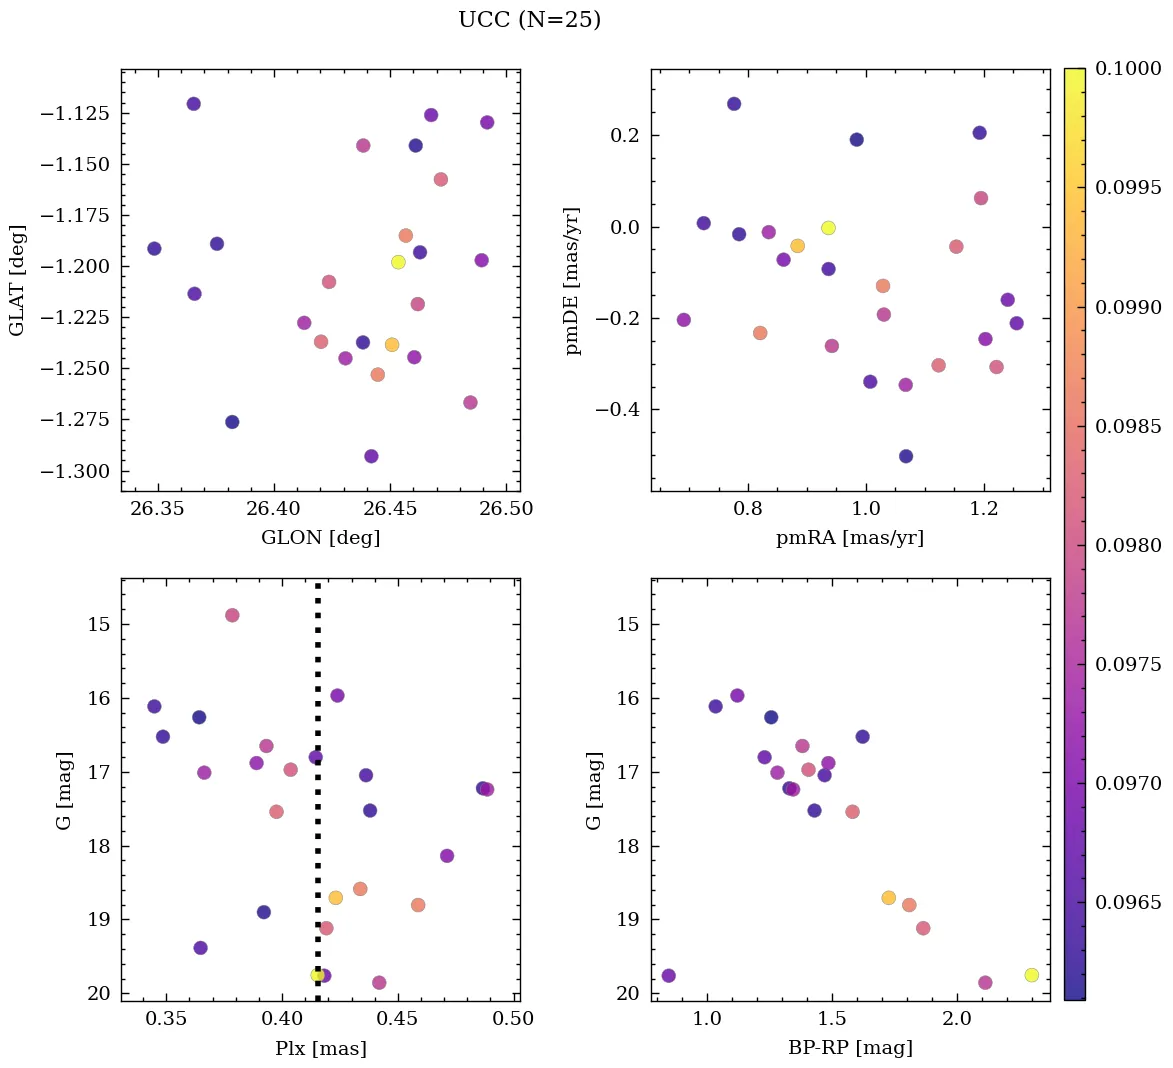 UCC (N=25)
−1.125
−1.150
−1.175
−1.200
−1.225
−1.250
−1.275
−1.300
GLAT [deg]
26.35 26.40 26.45 26.50
GLON [deg]
0.2
0.0
−0.2
−0.4
pmDE [mas/yr]
0.8 1.0 1.2
pmRA [mas/yr]
15
16
17
18
19
20
G [mag]
0.35 0.40 0.45 0.50
Plx [mas]
15
16
17
18
19
20
G [mag]
1.0 1.5 2.0
BP-RP [mag]
0.1000
0.0995
0.0990
0.0985
0.0980
0.0975
0.0970
0.0965